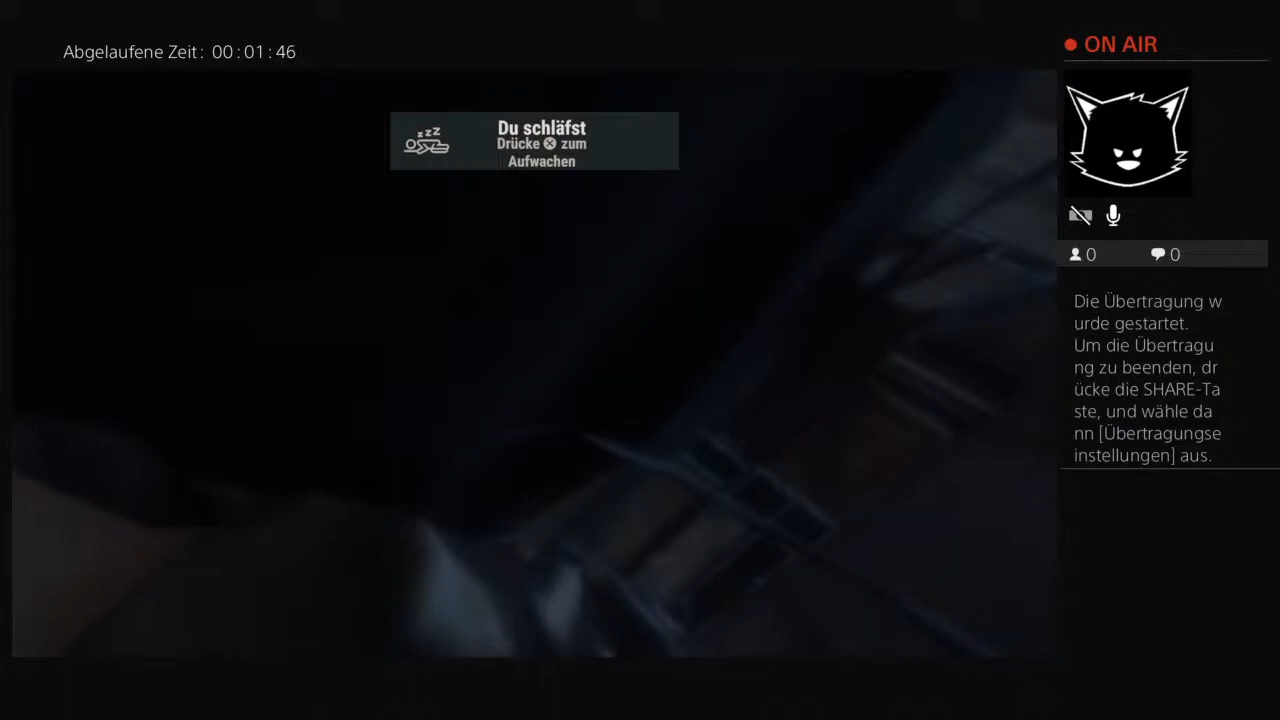 Abgelaufene Zeit: 00:01:46
ON AIR
zzZ
Du schläfst
Drücke ⊗ zum
Aufwachen
0 0
Die Übertragung w
urde gestartet.
Um die Übertragu
ng zu beenden, dr
ücke die SHARE-Ta
ste, und wähle da
nn [Übertragungse
instellungen] aus.